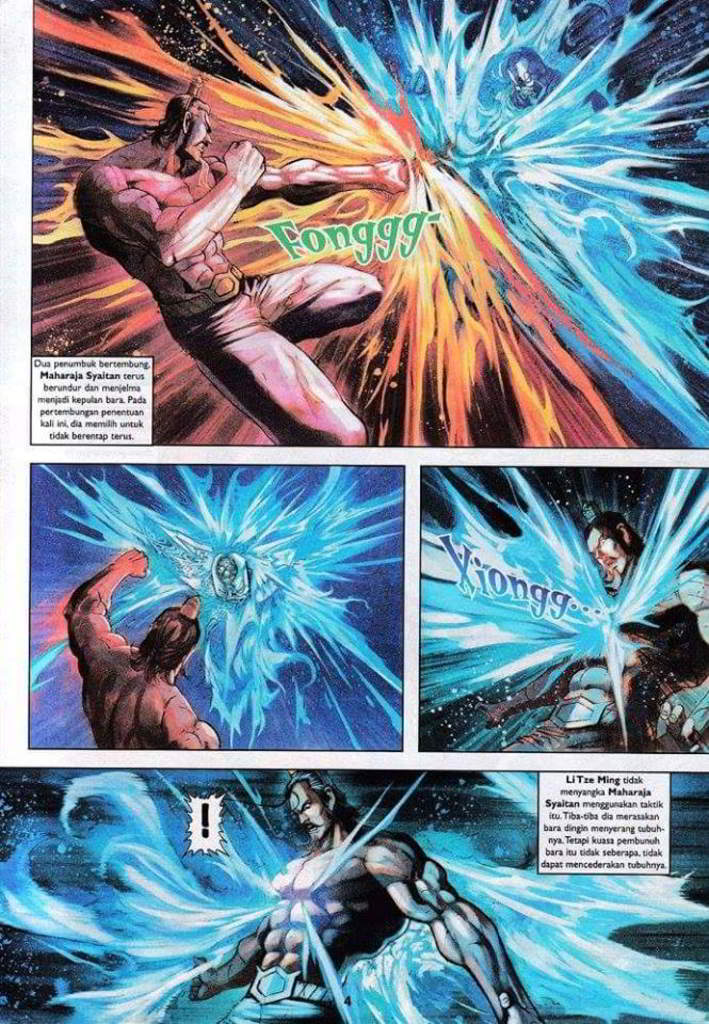 Fonggg-
Dua penumbuk bertembung,
Maharaja Syaitan terus
berundur dan menjelma
menjadi kepulan bara. Pada
pertembungan penentuan
kali ini, dia memilih untuk
tidak berentap terus.
Yiongg...
!
Li Tze Ming tidak
menyangka Maharaja
Syaitan menggunakan taktik
itu. Tiba-tiba dia merasakan
bara dingin menyerang tubuh-
nya. Tetapi kuasa pembunuh
bara itu tidak seberapa, tidak
dapat mencederakan tubuhnya.
4